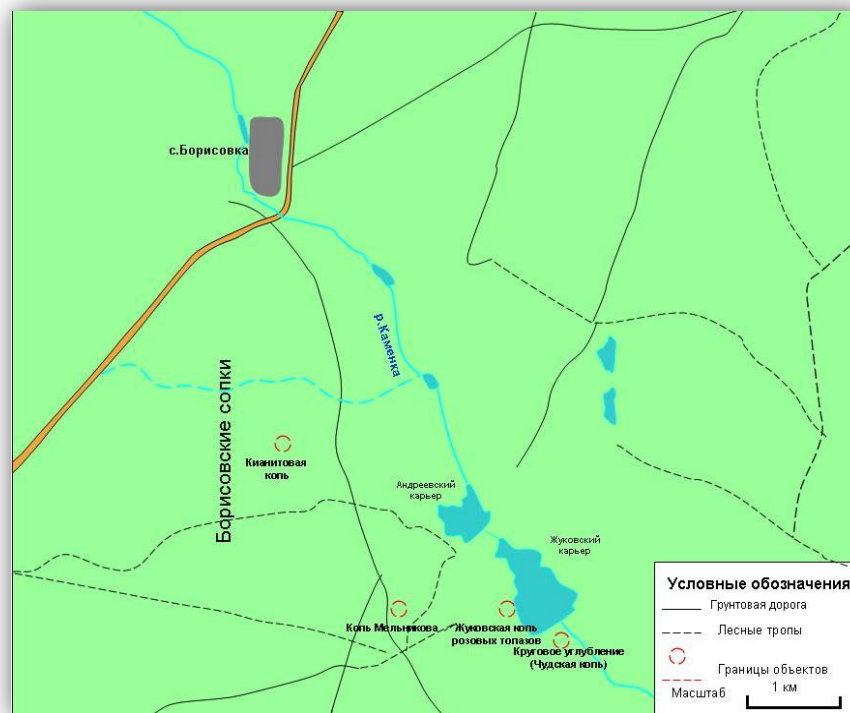 с.Борисовка
р.Каменка
Борисовские сопки
Кианитовая
копь
Андреевский
карьер
Жуковский
карьер
Копь Мельникова
Жуковская копь
розовых топазов
Круговое углубление
(Чудская копь)
Условные обозначения
Грунтовая дорога
Лесные тропы
Границы объектов
Масштаб
1 км